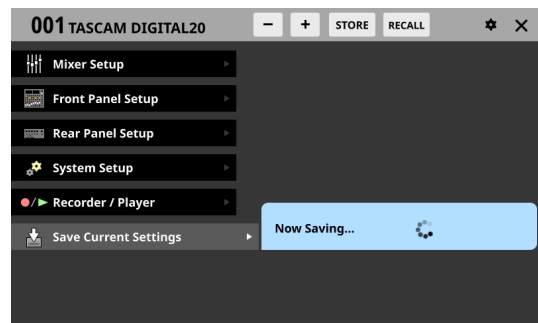 001 TASCAM DIGITAL20
− + STORE RECALL
Mixer Setup
Front Panel Setup
Rear Panel Setup
System Setup
Recorder / Player
Save Current Settings
Now Saving...